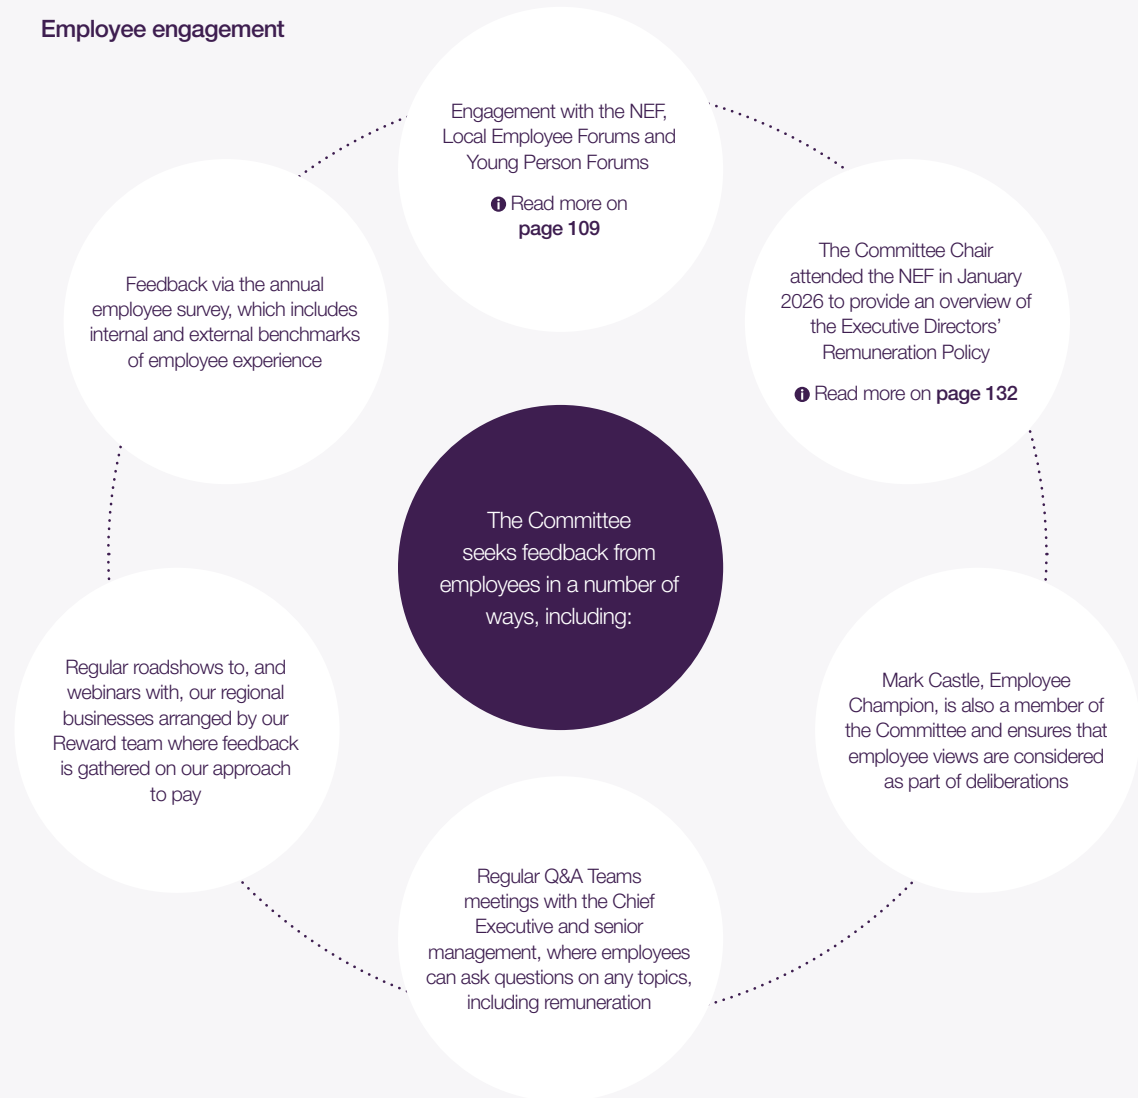 Employee engagement
Engagement with the NEF,
Local Employee Forums and
Young Person Forums
Read more on
page 109
The Committee Chair
attended the NEF in January
2026 to provide an overview of
the Executive Directors’
Remuneration Policy
Read more on page 132
Mark Castle, Employee
Champion, is also a member of
the Committee and ensures that
employee views are considered
as part of deliberations
Regular Q&A Teams
meetings with the Chief
Executive and senior
management, where employees
can ask questions on any topics,
including remuneration
Regular roadshows to, and
webinars with, our regional
businesses arranged by our
Reward team where feedback
is gathered on our approach
to pay
Feedback via the annual
employee survey, which includes
internal and external benchmarks
of employee experience
The Committee
seeks feedback from
employees in a number of
ways, including: